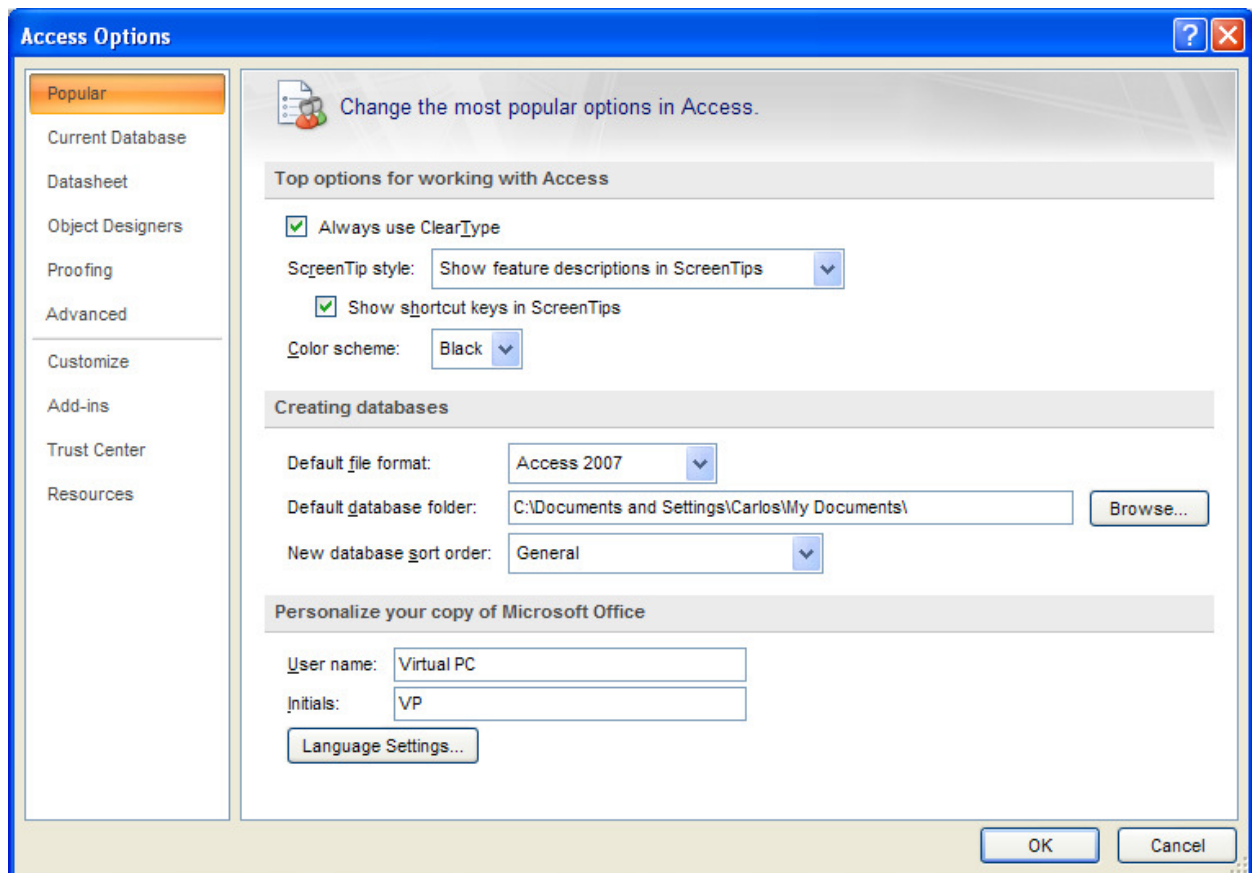 Access Options
?
Popular
Current Database
Datasheet
Object Designers
Proofing
Advanced
Customize
Add-ins
Trust Center
Resources
Change the most popular options in Access.
Top options for working with Access
Always use ClearType
ScreenTip style: Show feature descriptions in ScreenTips
Show shortcut keys in ScreenTips
Color scheme: Black
Creating databases
Default file format: Access 2007
Default database folder: C:\Documents and Settings\Carlos\My Documents\ Browse...
New database sort order: General
Personalize your copy of Microsoft Office
User name: Virtual PC
Initials: VP
Language Settings...
OK Cancel